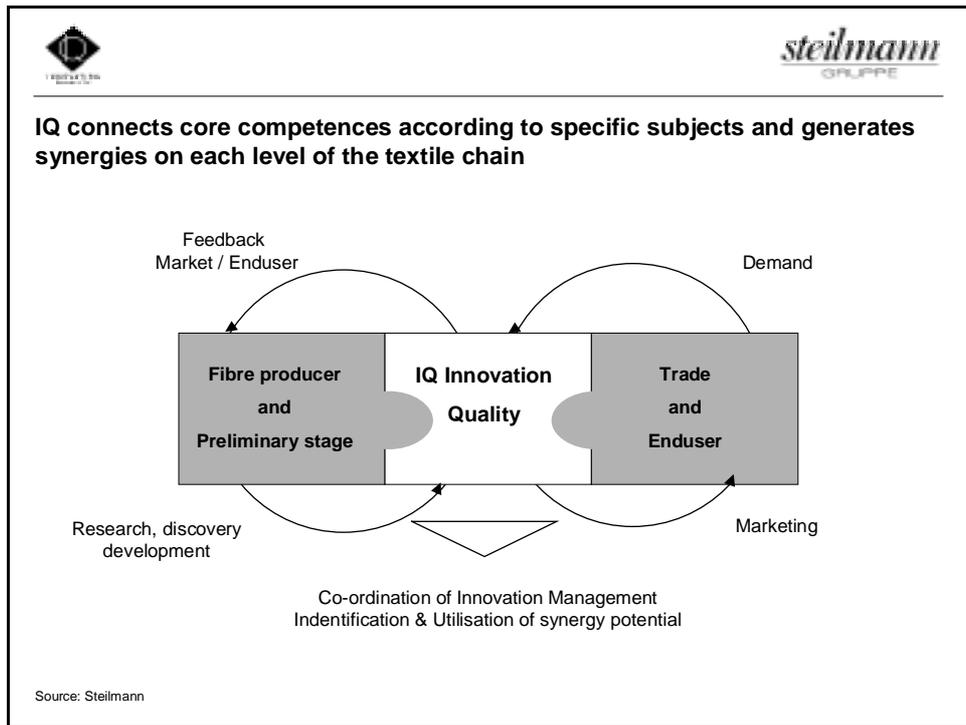 steilmann
GRUPPE
IQ connects core competences according to specific subjects and generates
synergies on each level of the textile chain
Feedback
Market / Enduser
Demand
Fibre producer
and
Preliminary stage
IQ Innovation
Quality
Trade
and
Enduser
Research, discovery
development
Marketing
Co-ordination of Innovation Management
Indentification & Utilisation of synergy potential
Source: Steilmann